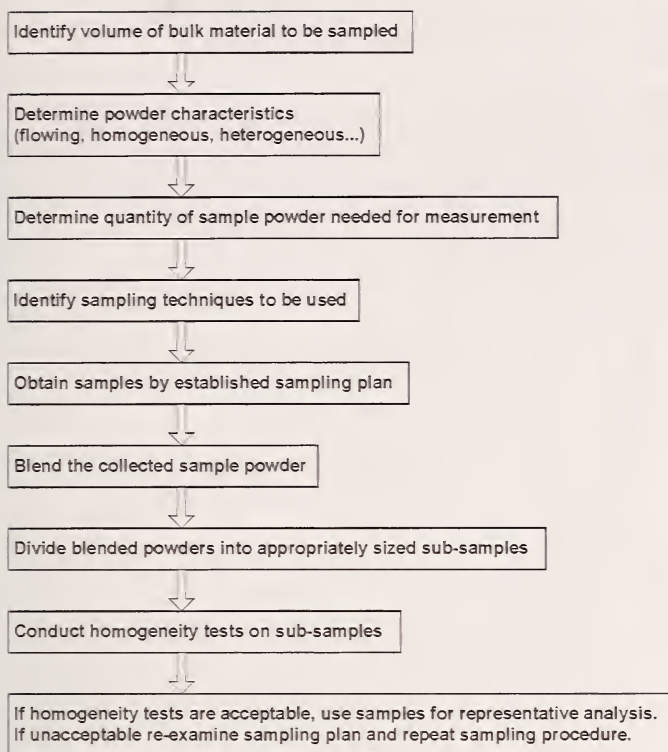 Identify volume of bulk material to be sampled
Determine powder characteristics
(flowing, homogeneous, heterogeneous...)
Determine quantity of sample powder needed for measurement
Identify sampling techniques to be used
Obtain samples by established sampling plan
Blend the collected sample powder
Divide blended powders into appropriately sized sub-samples
Conduct homogeneity tests on sub-samples
If homogeneity tests are acceptable, use samples for representative analysis.
If unacceptable re-examine sampling plan and repeat sampling procedure.